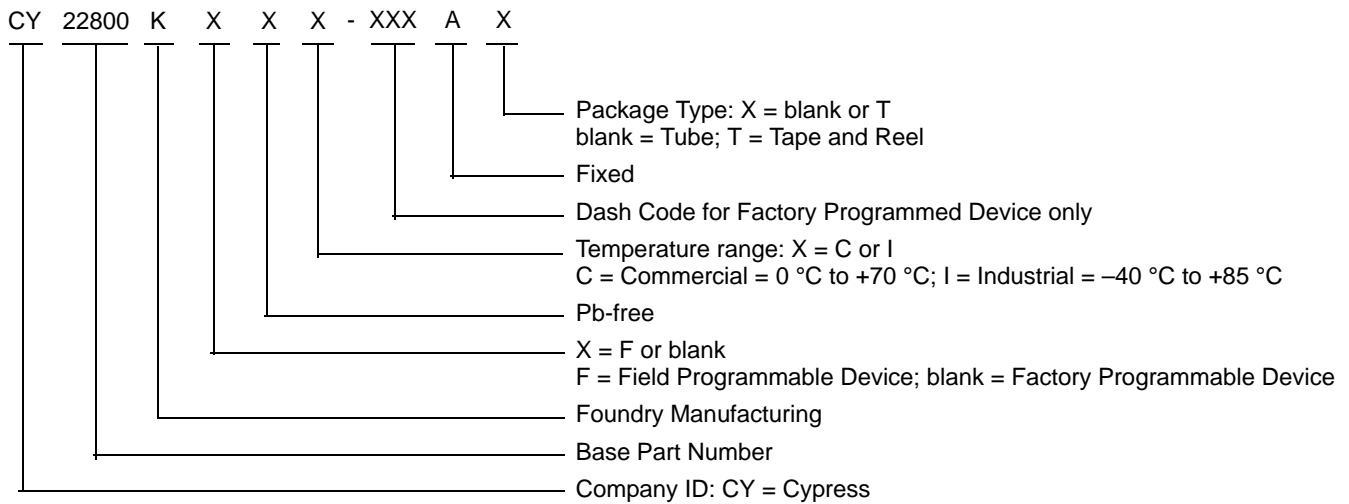 CY 22800 K X X X - XXX A X
Package Type: X = blank or T
blank = Tube; T = Tape and Reel
Fixed
Dash Code for Factory Programmed Device only
Temperature range: X = C or I
C = Commercial = 0 °C to +70 °C; I = Industrial = –40 °C to +85 °C
Pb-free
X = F or blank
F = Field Programmable Device; blank = Factory Programmable Device
Foundry Manufacturing
Base Part Number
Company ID: CY = Cypress